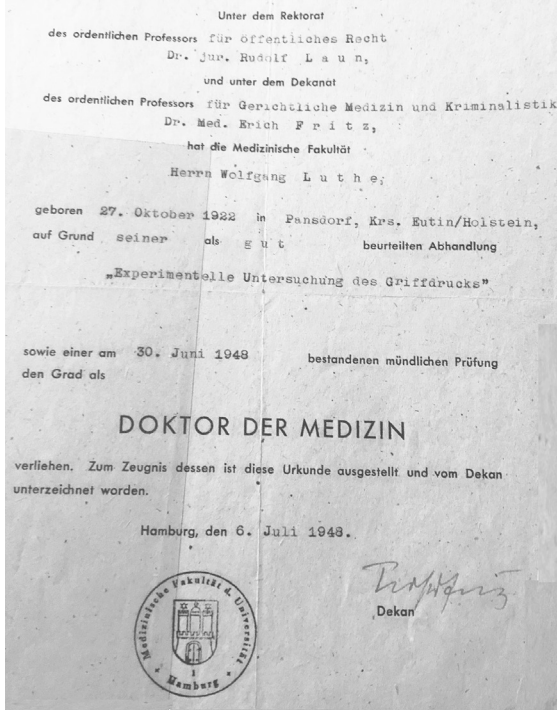 Unter dem Rektorat
des ordentlichen Professors für öffentliches Recht
Dr. jur. Rudolf L a u n,
und unter dem Dekanat
des ordentlichen Professors für Gerichtliche Medizin und Kriminalistik
Dr. Med. Erich F r i t z,
hat die Medizinische Fakultät
Herrn Wolfgang L u t h e,
geboren 27. Oktober 1922 in Pansdorf, Krs. Eutin/Holstein,
auf Grund seiner als g u t beurteilten Abhandlung
„Experimentelle Untersuchung des Griffdrucks"
sowie einer am 30. Juni 1948 bestandenen mündlichen Prüfung
den Grad als
DOKTOR DER MEDIZIN
verliehen. Zum Zeugnis dessen ist diese Urkunde ausgestellt und vom Dekan
unterzeichnet worden.
Hamburg, den 6. Juli 1948.
Dekan
Medizinische Fakultät d. Universität
Hamburg